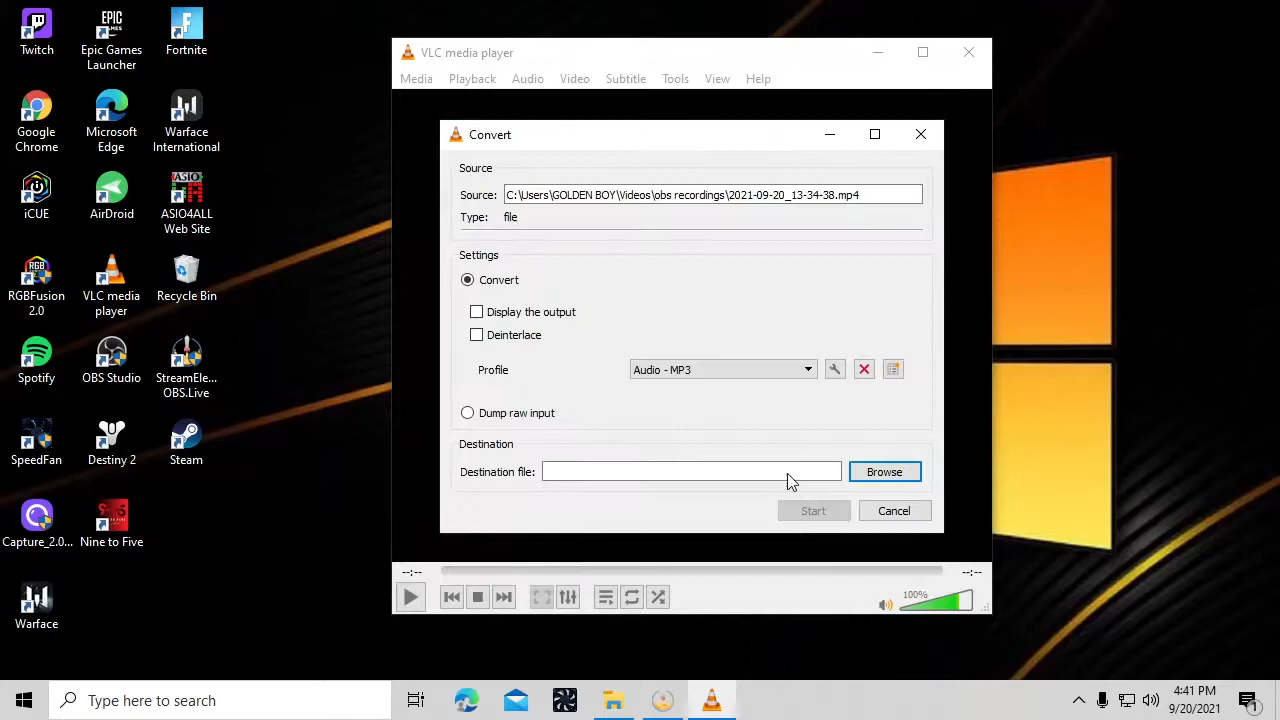 Twitch
Epic Games
Launcher
Fortnite
Google
Chrome
Microsoft
Edge
Warface
International
iCUE
AirDroid
ASIO4ALL
Web Site
RGBFusion
2.0
VLC media
player
Recycle Bin
Spotify
OBS Studio
StreamEle...
OBS.Live
SpeedFan
Destiny 2
Steam
Capture_2.0...
Nine to Five
Warface
EPIC
GAMES
ASIO
RGB
VLC media player
Media Playback Audio Video Subtitle Tools View Help
Convert
Source
Source: C:\Users\GOLDEN BOY\Videos\obs recordings\2021-09-20_13-34-38.mp4
Type: file
Settings
Convert
Display the output
Deinterlace
Profile Audio - MP3
Dump raw input
Destination
Destination file: Browse
Start Cancel
--:-- --:--
100%
Type here to search
4:41 PM
9/20/2021
1